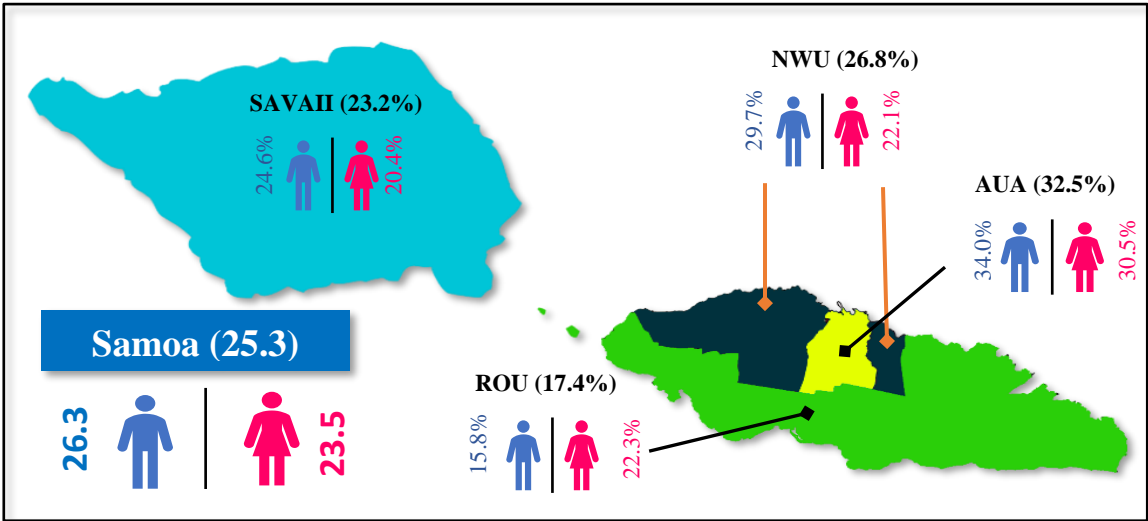 SAVAII (23.2%)
24.6%
20.4%
NWU (26.8%)
29.7%
22.1%
AUA (32.5%)
34.0%
30.5%
Samoa (25.3)
26.3
23.5
ROU (17.4%)
15.8%
22.3%